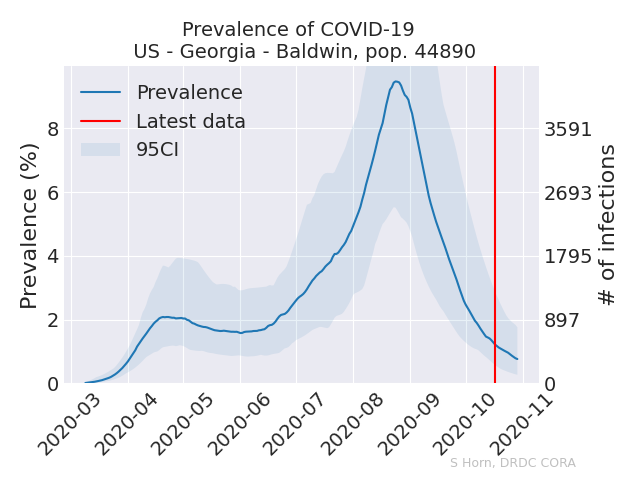 Prevalence of COVID-19
US - Georgia - Baldwin, pop. 44890
Prevalence
Latest data
95CI
Prevalence (%)
8
6
4
2
0
3591
2693
1795
897
0
# of infections
2020-03
2020-04
2020-05
2020-06
2020-07
2020-08
2020-09
2020-10
2020-11
S Horn, DRDC CORA